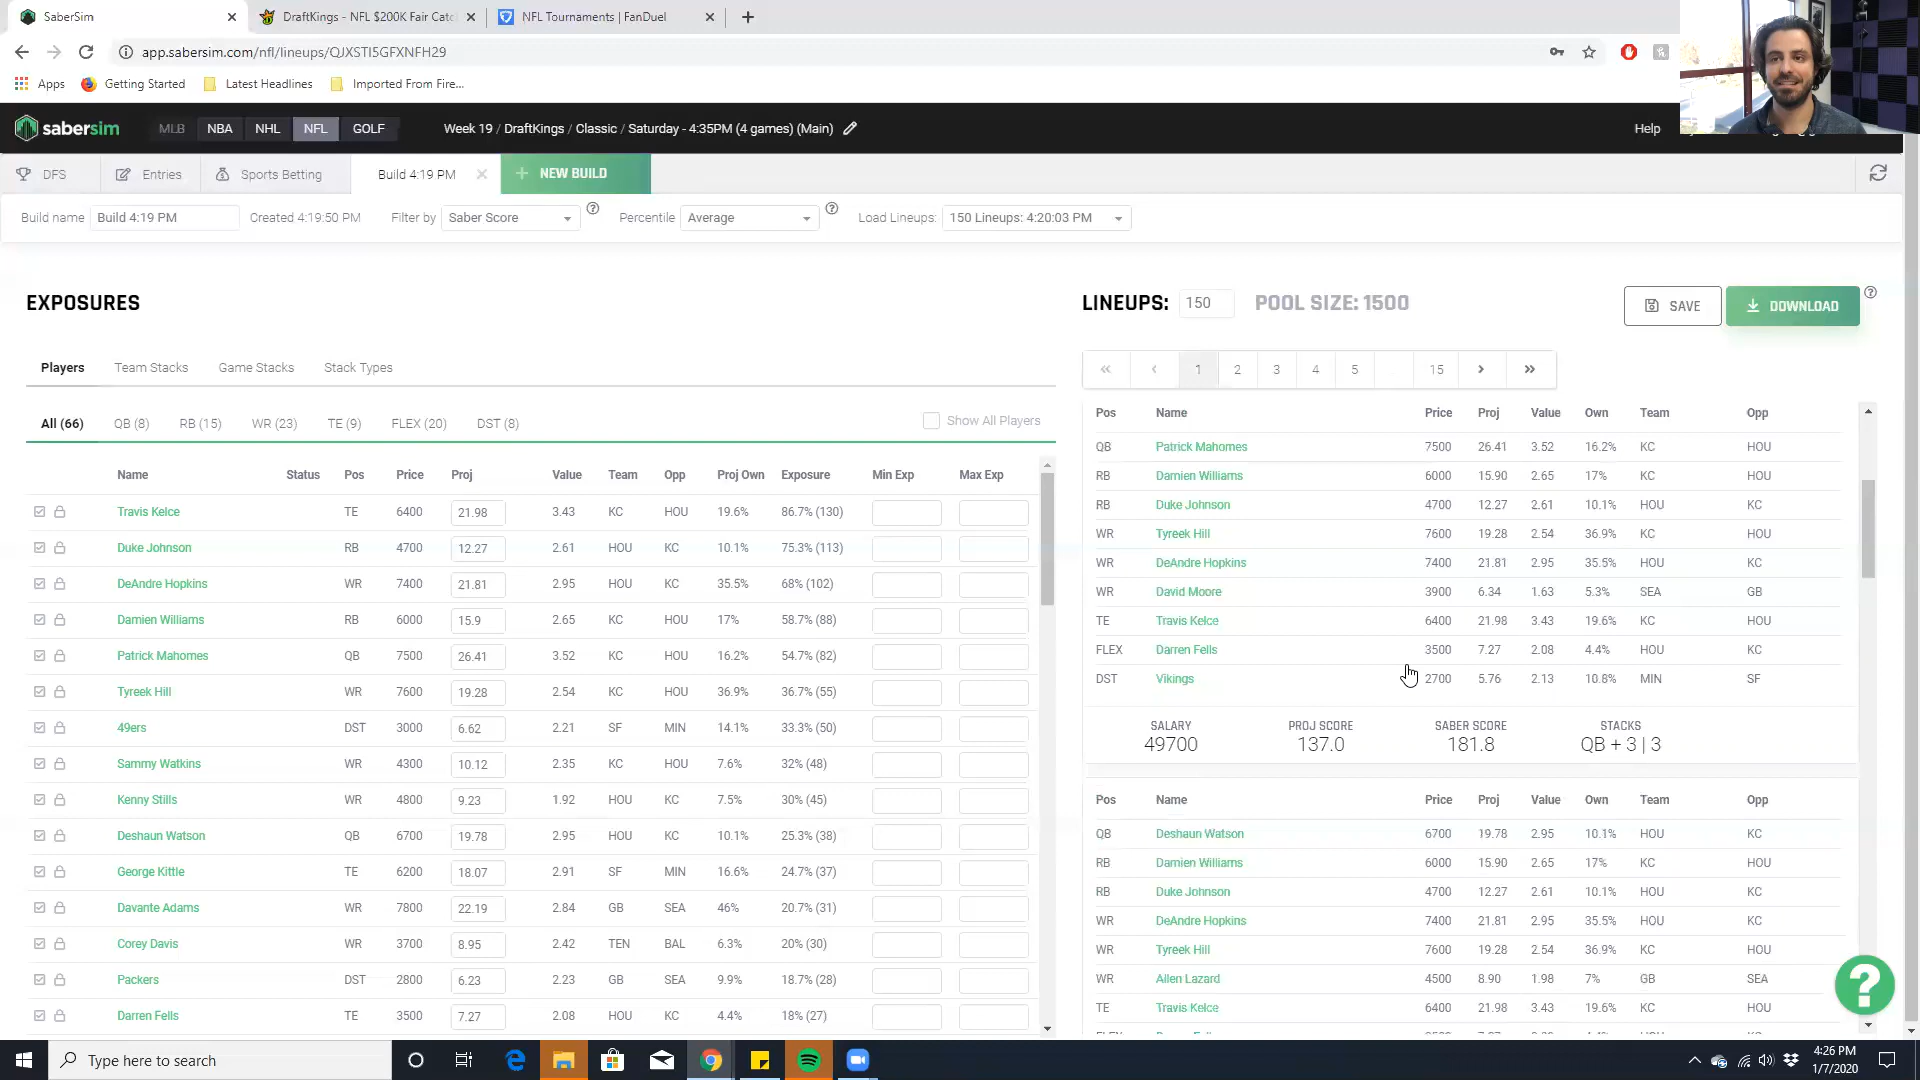 SaberSim
DraftKings - NFL $200K Fair Catc
NFL Tournaments | FanDuel
app.sabersim.com/nfl/lineups/QJXSTI5GFXNFH29
Apps Getting Started Latest Headlines Imported From Fire...
sabersim MLB NBA NHL NFL GOLF Week 19 / DraftKings / Classic / Saturday - 4:35PM (4 games) (Main) Help
DFS Entries Sports Betting Build 4:19 PM + NEW BUILD
Build name Build 4:19 PM Created 4:19:50 PM Filter by Saber Score ? Percentile Average ? Load Lineups: 150 Lineups: 4:20:03 PM
EXPOSURES
Players Team Stacks Game Stacks Stack Types
All (66) QB (8) RB (15) WR (23) TE (9) FLEX (20) DST (8) Show All Players
Name Status Pos Price Proj Value Team Opp Proj Own Exposure Min Exp Max Exp
Travis Kelce TE 6400 21.98 3.43 KC HOU 19.6% 86.7% (130)
Duke Johnson RB 4700 12.27 2.61 HOU KC 10.1% 75.3% (113)
DeAndre Hopkins WR 7400 21.81 2.95 HOU KC 35.5% 68% (102)
Damien Williams RB 6000 15.9 2.65 KC HOU 17% 58.7% (88)
Patrick Mahomes QB 7500 26.41 3.52 KC HOU 16.2% 54.7% (82)
Tyreek Hill WR 7600 19.28 2.54 KC HOU 36.9% 36.7% (55)
49ers DST 3000 6.62 2.21 SF MIN 14.1% 33.3% (50)
Sammy Watkins WR 4300 10.12 2.35 KC HOU 7.6% 32% (48)
Kenny Stills WR 4800 9.23 1.92 HOU KC 7.5% 30% (45)
Deshaun Watson QB 6700 19.78 2.95 HOU KC 10.1% 25.3% (38)
George Kittle TE 6200 18.07 2.91 SF MIN 16.6% 24.7% (37)
Davante Adams WR 7800 22.19 2.84 GB SEA 46% 20.7% (31)
Corey Davis WR 3700 8.95 2.42 TEN BAL 6.3% 20% (30)
Packers DST 2800 6.23 2.23 GB SEA 9.9% 18.7% (28)
Darren Fells TE 3500 7.27 2.08 HOU KC 4.4% 18% (27)
LINEUPS: 150 POOL SIZE: 1500 SAVE DOWNLOAD ?
« ‹ 1 2 3 4 5 15 › »
Pos Name Price Proj Value Own Team Opp
QB Patrick Mahomes 7500 26.41 3.52 16.2% KC HOU
RB Damien Williams 6000 15.90 2.65 17% KC HOU
RB Duke Johnson 4700 12.27 2.61 10.1% HOU KC
WR Tyreek Hill 7600 19.28 2.54 36.9% KC HOU
WR DeAndre Hopkins 7400 21.81 2.95 35.5% HOU KC
WR David Moore 3900 6.34 1.63 5.3% SEA GB
TE Travis Kelce 6400 21.98 3.43 19.6% KC HOU
FLEX Darren Fells 3500 7.27 2.08 4.4% HOU KC
DST Vikings 2700 5.76 2.13 10.8% MIN SF
SALARY PROJ SCORE SABER SCORE STACKS
49700 137.0 181.8 QB + 3 | 3
Pos Name Price Proj Value Own Team Opp
QB Deshaun Watson 6700 19.78 2.95 10.1% HOU KC
RB Damien Williams 6000 15.90 2.65 17% KC HOU
RB Duke Johnson 4700 12.27 2.61 10.1% HOU KC
WR DeAndre Hopkins 7400 21.81 2.95 35.5% HOU KC
WR Tyreek Hill 7600 19.28 2.54 36.9% KC HOU
WR Allen Lazard 4500 8.90 1.98 7% GB SEA
TE Travis Kelce 6400 21.98 3.43 19.6% KC HOU
?
Type here to search
4:26 PM
1/7/2020